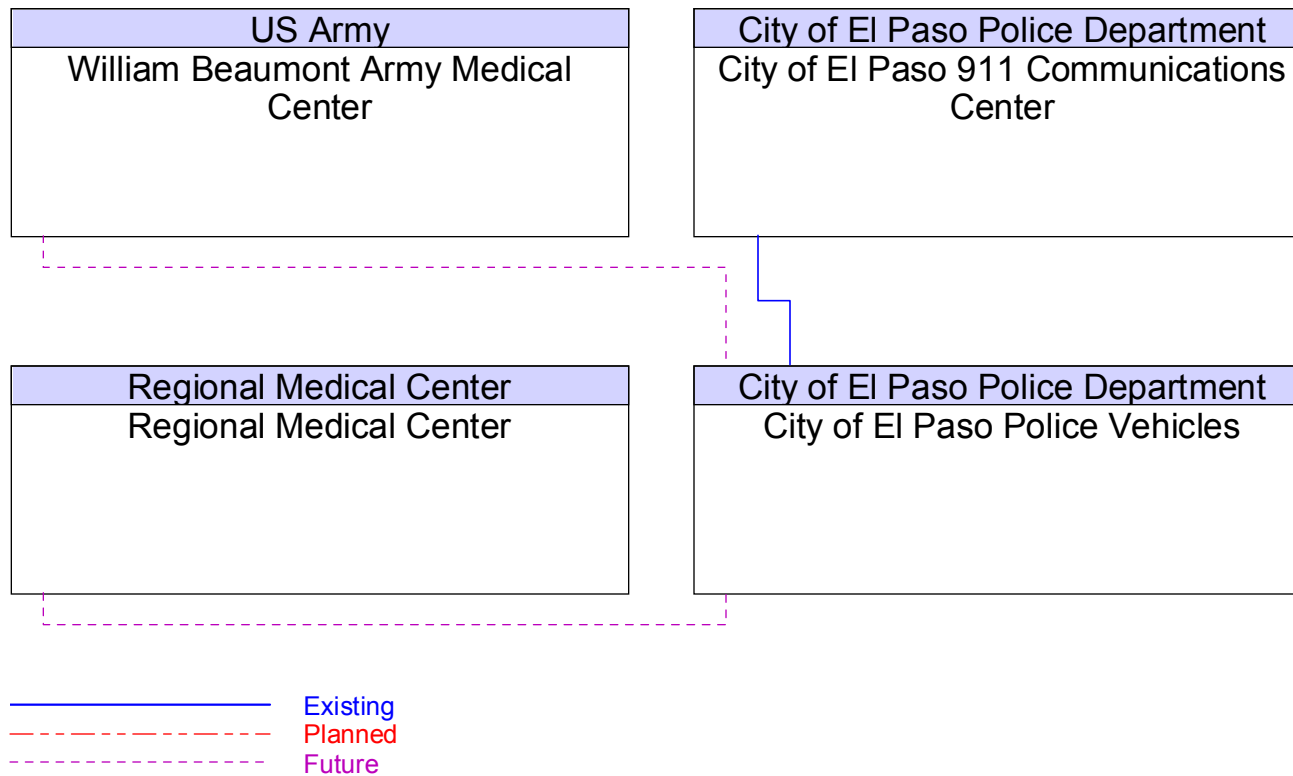 US Army
William Beaumont Army Medical
Center
City of El Paso Police Department
City of El Paso 911 Communications
Center
Regional Medical Center
Regional Medical Center
City of El Paso Police Department
City of El Paso Police Vehicles
Existing
Planned
Future